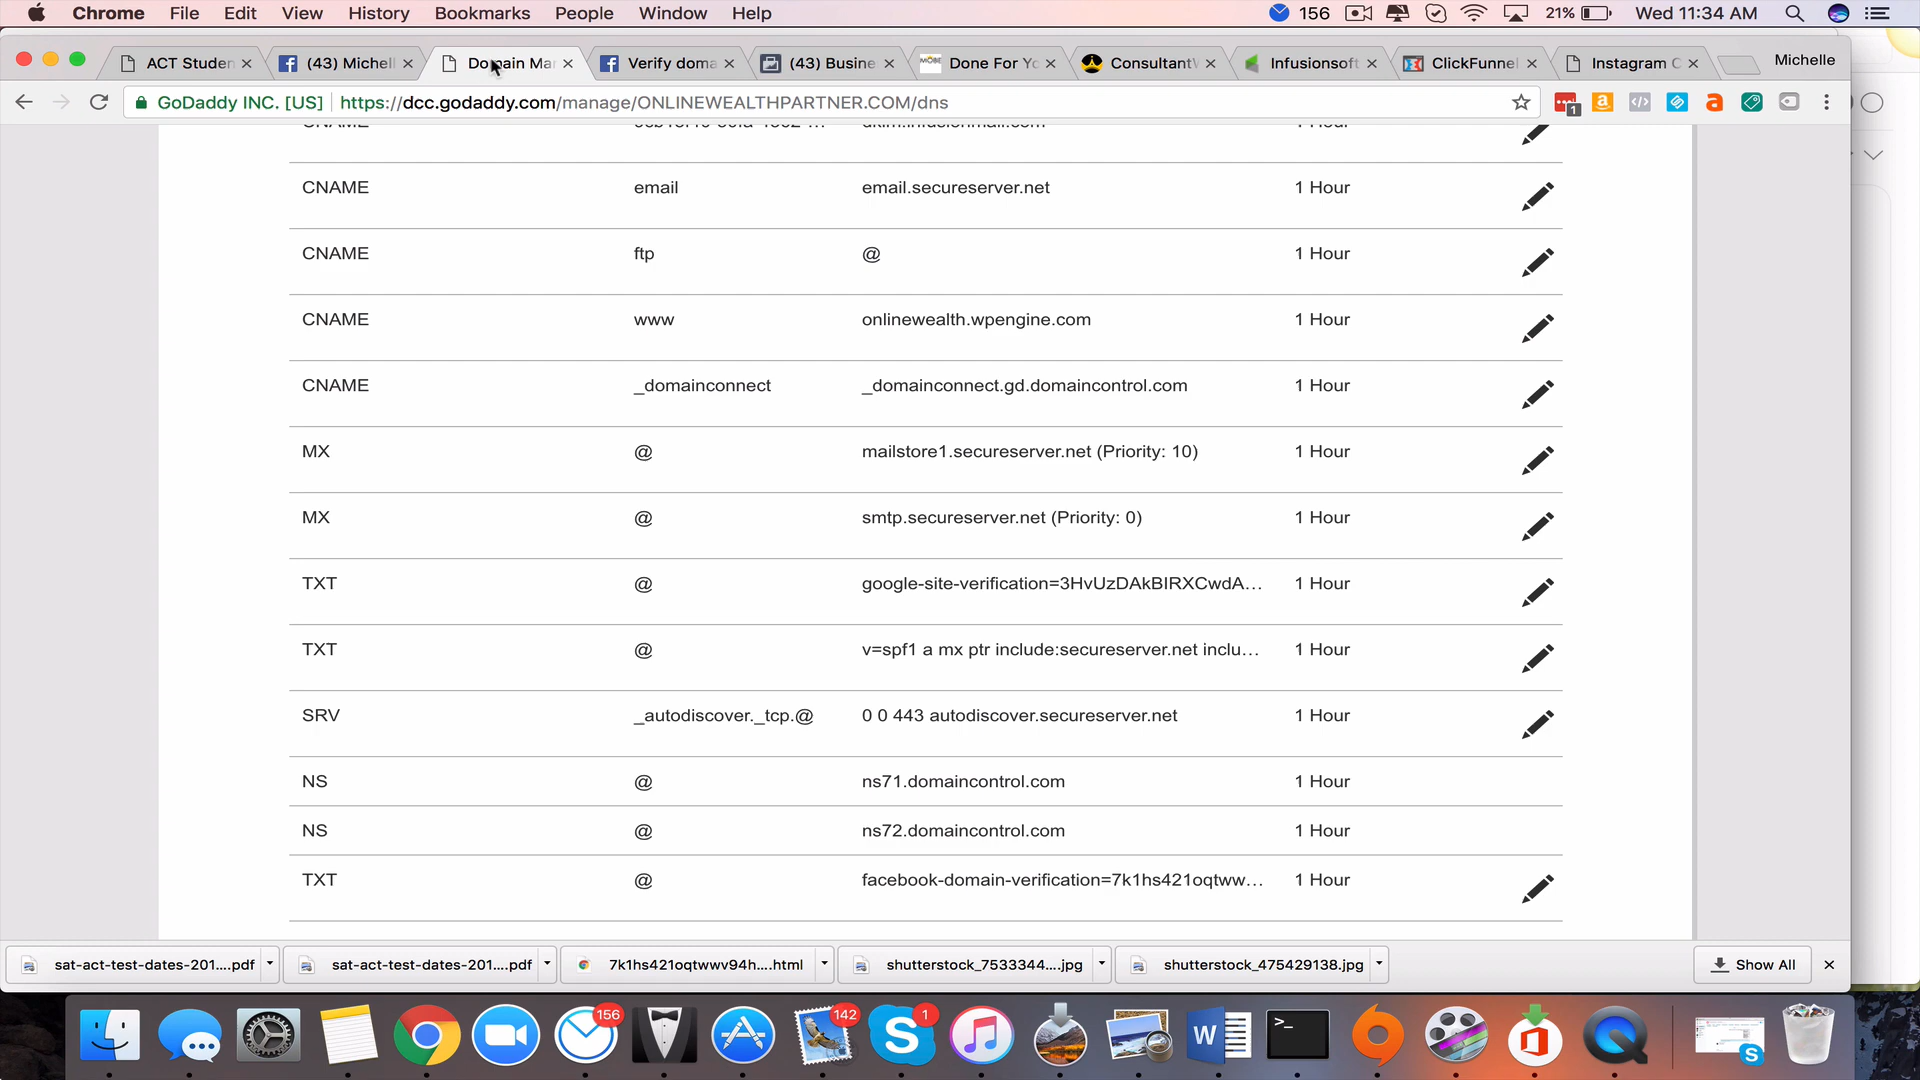 Chrome File Edit View History Bookmarks People Window Help 156 21% Wed 11:34 AM
ACT Studen (43) Michell Domain Mar Verify doma (43) Busine Done For Yo Consultant Infusionsoft ClickFunnel Instagram C Michelle
GoDaddy INC. [US] https://dcc.godaddy.com/manage/ONLINEWEALTHPARTNER.COM/dns 1
CNAME 1 Hour
CNAME email email.secureserver.net 1 Hour
CNAME ftp @ 1 Hour
CNAME www onlinewealth.wpengine.com 1 Hour
CNAME _domainconnect _domainconnect.gd.domaincontrol.com 1 Hour
MX @ mailstore1.secureserver.net (Priority: 10) 1 Hour
MX @ smtp.secureserver.net (Priority: 0) 1 Hour
TXT @ google-site-verification=3HvUzDAkBIRXCwdA... 1 Hour
TXT @ v=spf1 a mx ptr include:secureserver.net inclu... 1 Hour
SRV _autodiscover._tcp.@ 0 0 443 autodiscover.secureserver.net 1 Hour
NS @ ns71.domaincontrol.com 1 Hour
NS @ ns72.domaincontrol.com 1 Hour
TXT @ facebook-domain-verification=7k1hs421oqtww... 1 Hour
sat-act-test-dates-201....pdf sat-act-test-dates-201....pdf 7k1hs421oqtwwv94h....html shutterstock_7533344....jpg shutterstock_475429138.jpg Show All
156 142 1